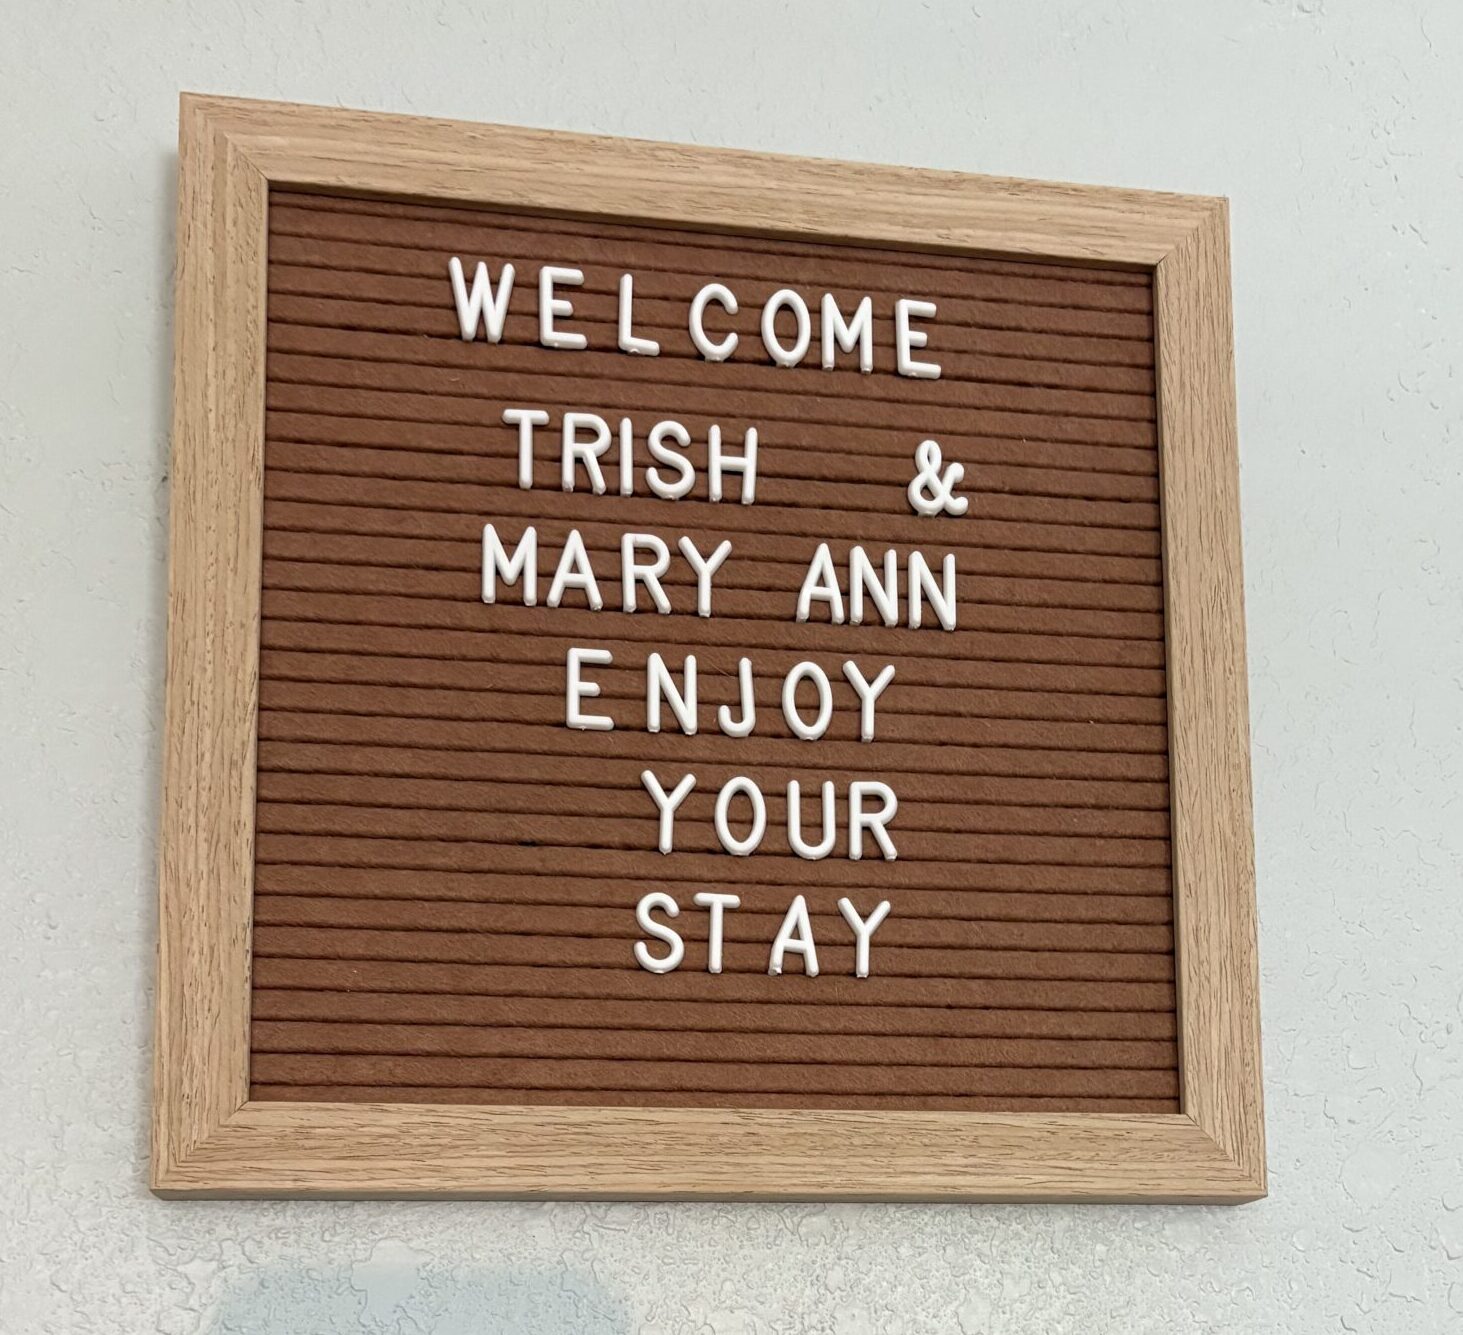 WELCOME
TRISH &
MARY ANN
ENJOY
YOUR
STAY